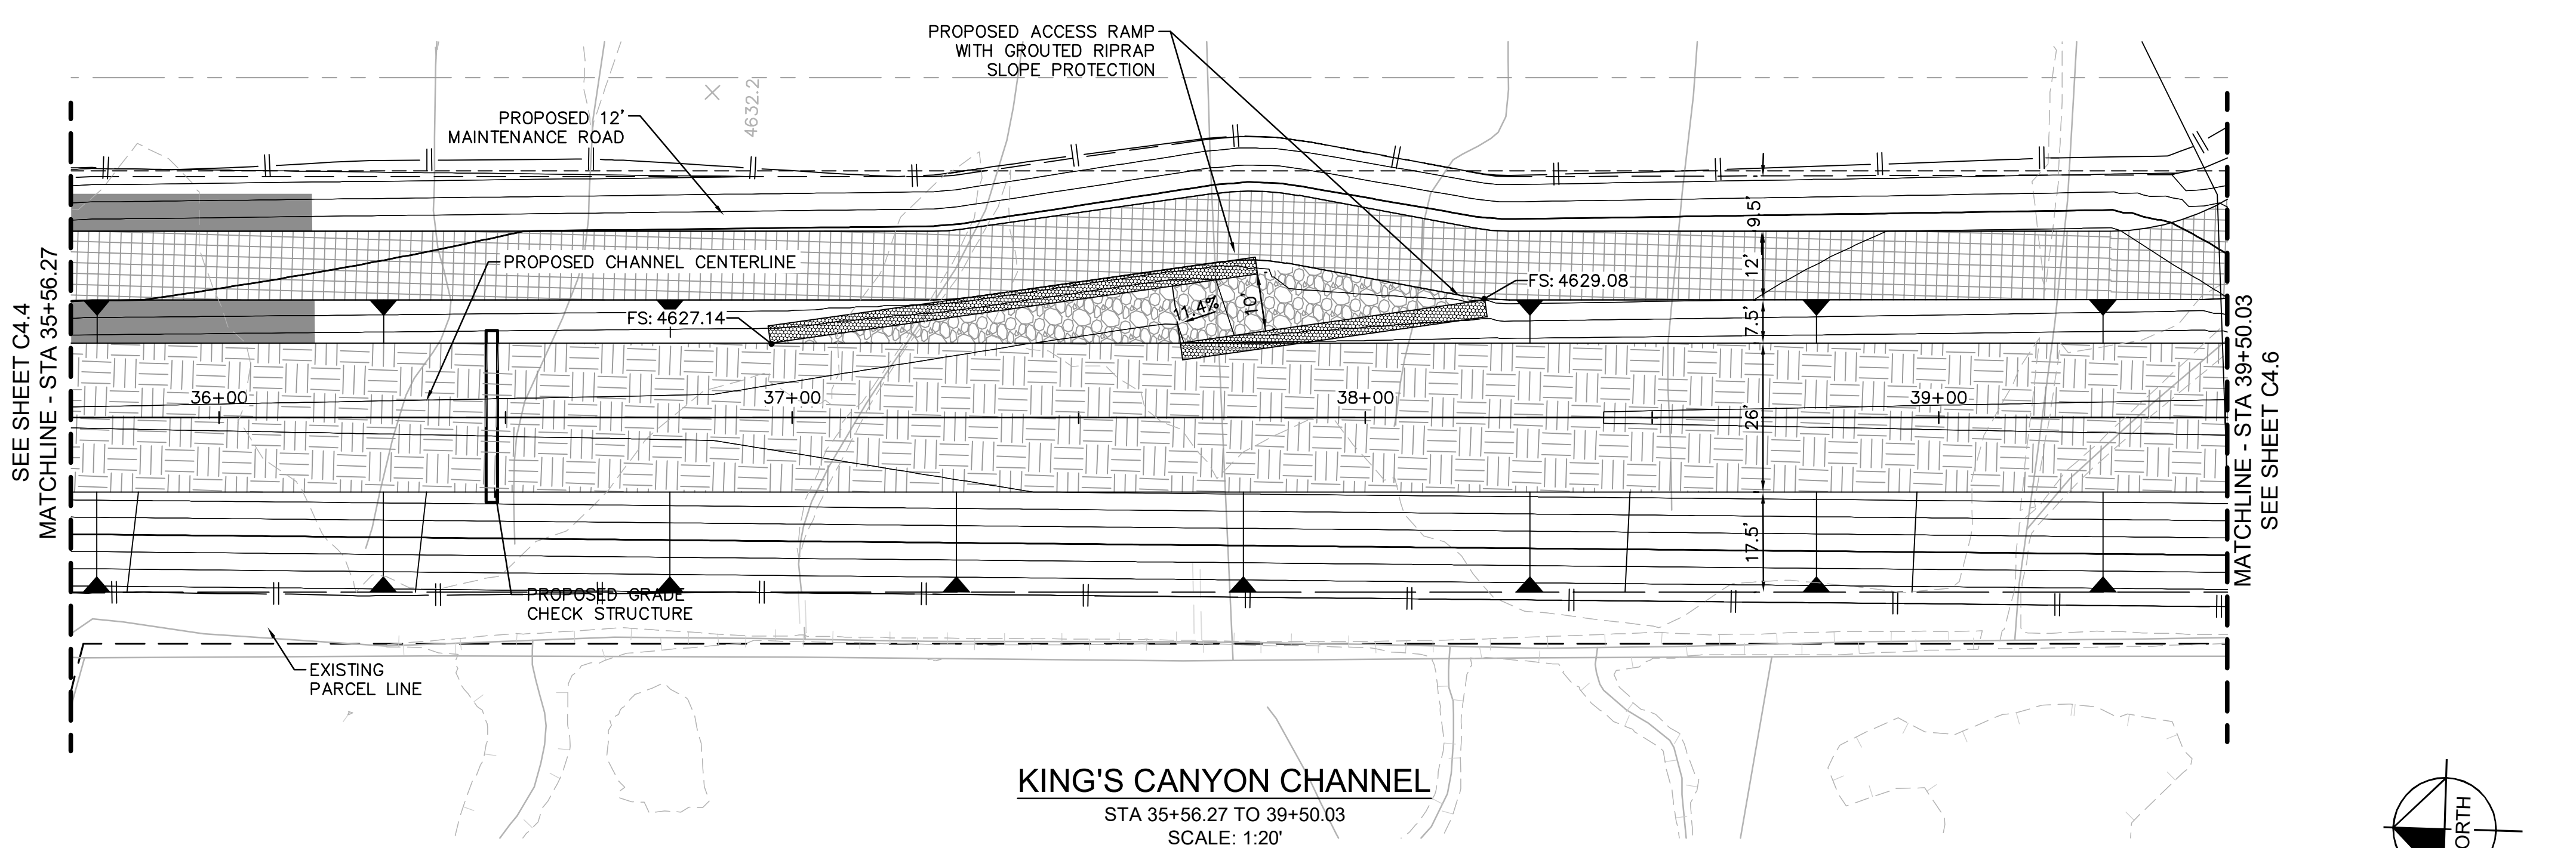 PROPOSED ACCESS RAMP
WITH GROUTED RIPRAP
SLOPE PROTECTION
4632.2
PROPOSED 12'
MAINTENANCE ROAD
PROPOSED CHANNEL CENTERLINE
FS: 4627.14
FS: 4629.08
11.4%
10'
9.5'
12'
7.5'
26'
17.5'
36+00
37+00
38+00
39+00
SEE SHEET C4.4
MATCHLINE - STA 35+56.27
MATCHLINE - STA 39+50.03
SEE SHEET C4.6
PROPOSED GRADE
CHECK STRUCTURE
EXISTING
PARCEL LINE
KING'S CANYON CHANNEL
STA 35+56.27 TO 39+50.03
SCALE: 1:20'
ORTH